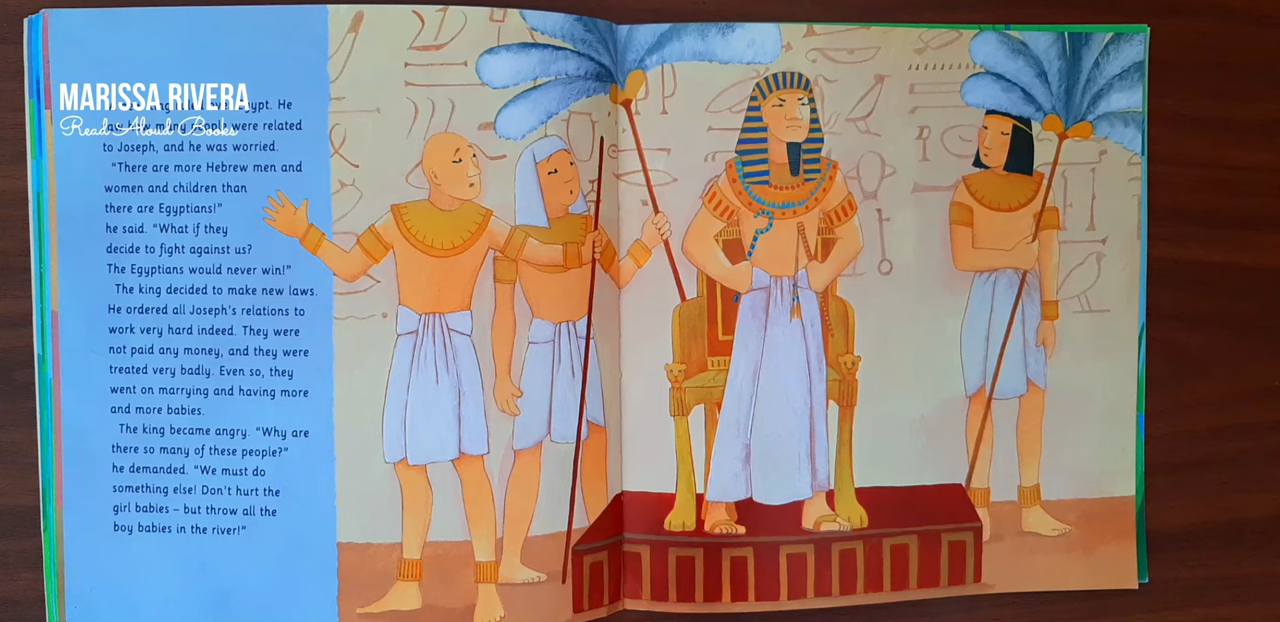 MARISSA RIVERA
Read Aloud Books
ypt. He
were related
to Joseph, and he was worried.
"There are more Hebrew men and
women and children than
there are Egyptians!"
he said. "What if they
decide to fight against us?
The Egyptians would never win!"
The king decided to make new laws.
He ordered all Joseph's relations to
work very hard indeed. They were
not paid any money, and they were
treated very badly. Even so, they
went on marrying and having more
and more babies.
The king became angry. "Why are
there so many of these people?"
he demanded. "We must do
something else! Don't hurt the
girl babies – but throw all the
boy babies in the river!"